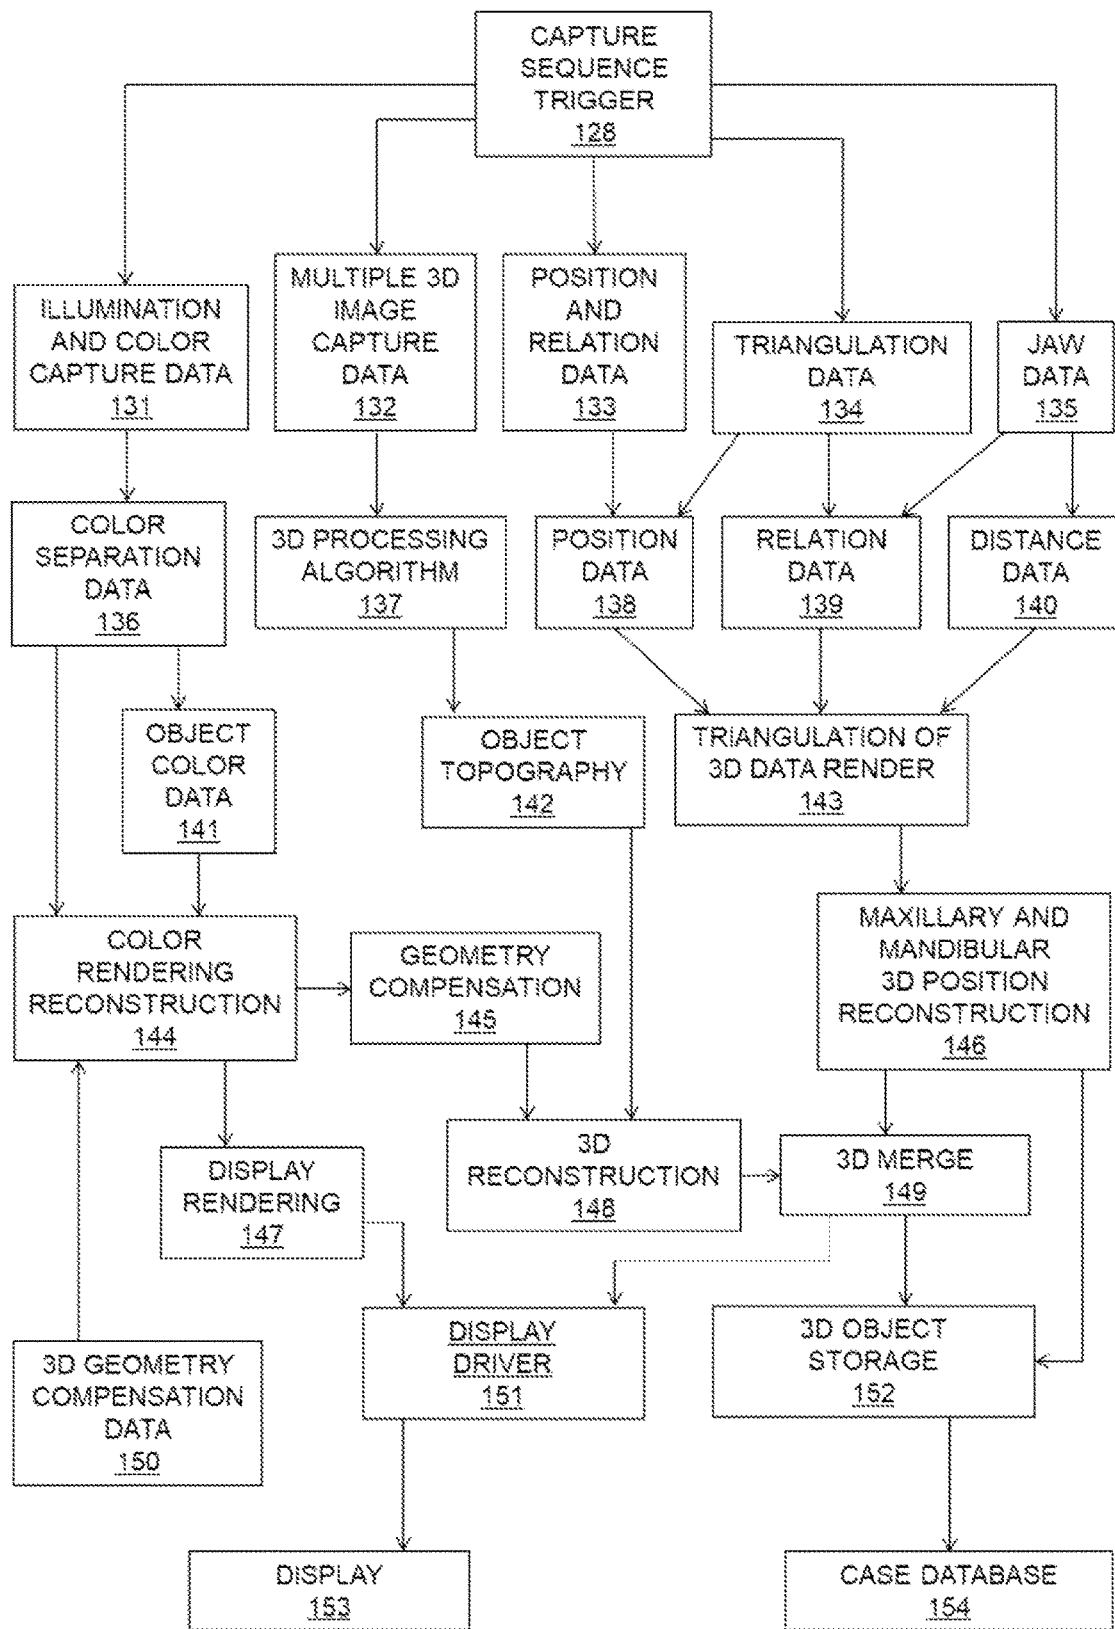 CAPTURE
SEQUENCE
TRIGGER
128
ILLUMINATION
AND COLOR
CAPTURE DATA
131
MULTIPLE 3D
IMAGE
CAPTURE
DATA
132
POSITION
AND
RELATION
DATA
133
TRIANGULATION
DATA
134
JAW
DATA
135
COLOR
SEPARATION
DATA
136
3D PROCESSING
ALGORITHM
137
POSITION
DATA
138
RELATION
DATA
139
DISTANCE
DATA
140
OBJECT
COLOR
DATA
141
OBJECT
TOPOGRAPHY
142
TRIANGULATION OF
3D DATA RENDER
143
COLOR
RENDERING
RECONSTRUCTION
144
GEOMETRY
COMPENSATION
145
MAXILLARY AND
MANDIBULAR
3D POSITION
RECONSTRUCTION
146
DISPLAY
RENDERING
147
3D
RECONSTRUCTION
148
3D MERGE
149
3D GEOMETRY
COMPENSATION
DATA
150
DISPLAY
DRIVER
151
3D OBJECT
STORAGE
152
DISPLAY
153
CASE DATABASE
154